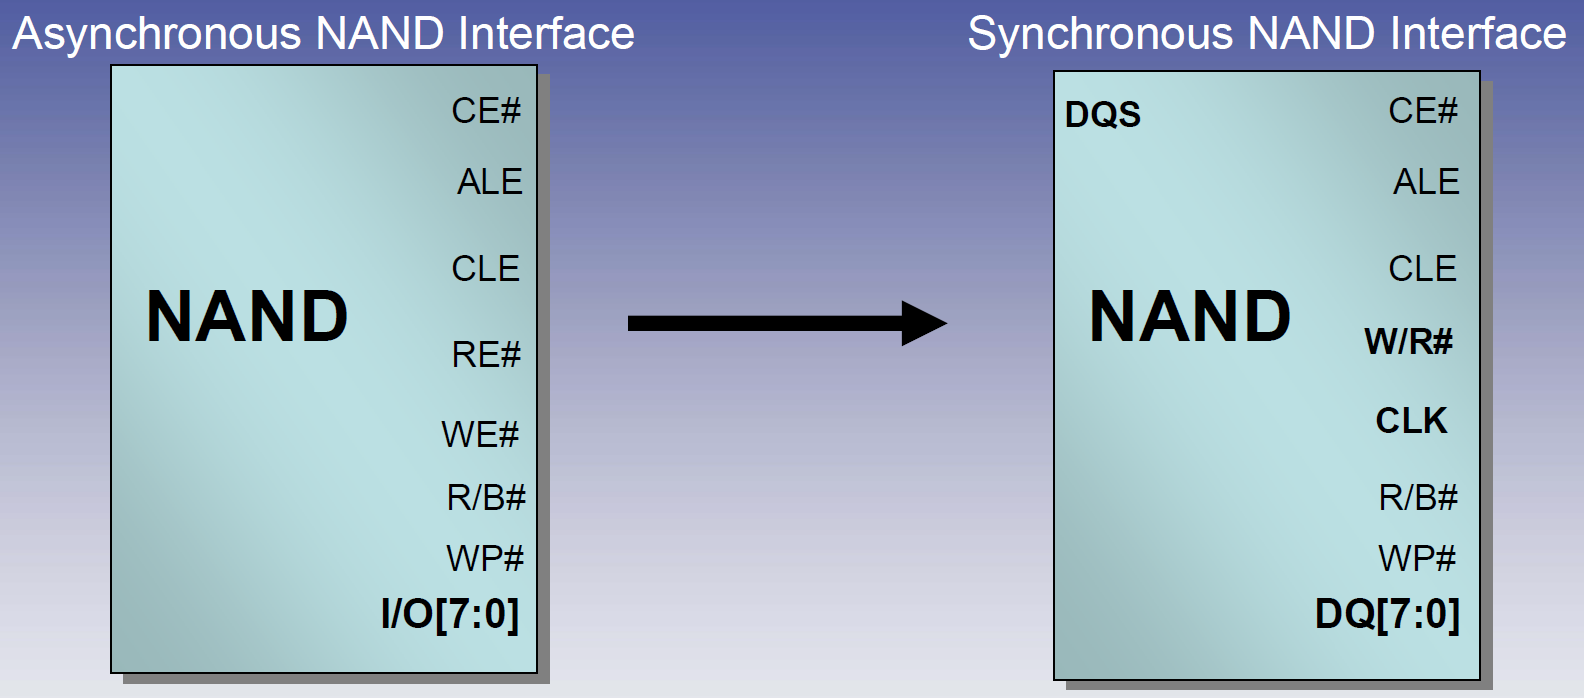 Asynchronous NAND Interface
CE#
ALE
CLE
NAND
RE#
WE#
R/B#
WP#
I/O[7:0]
Synchronous NAND Interface
DQS
CE#
ALE
CLE
NAND
W/R#
CLK
R/B#
WP#
DQ[7:0]